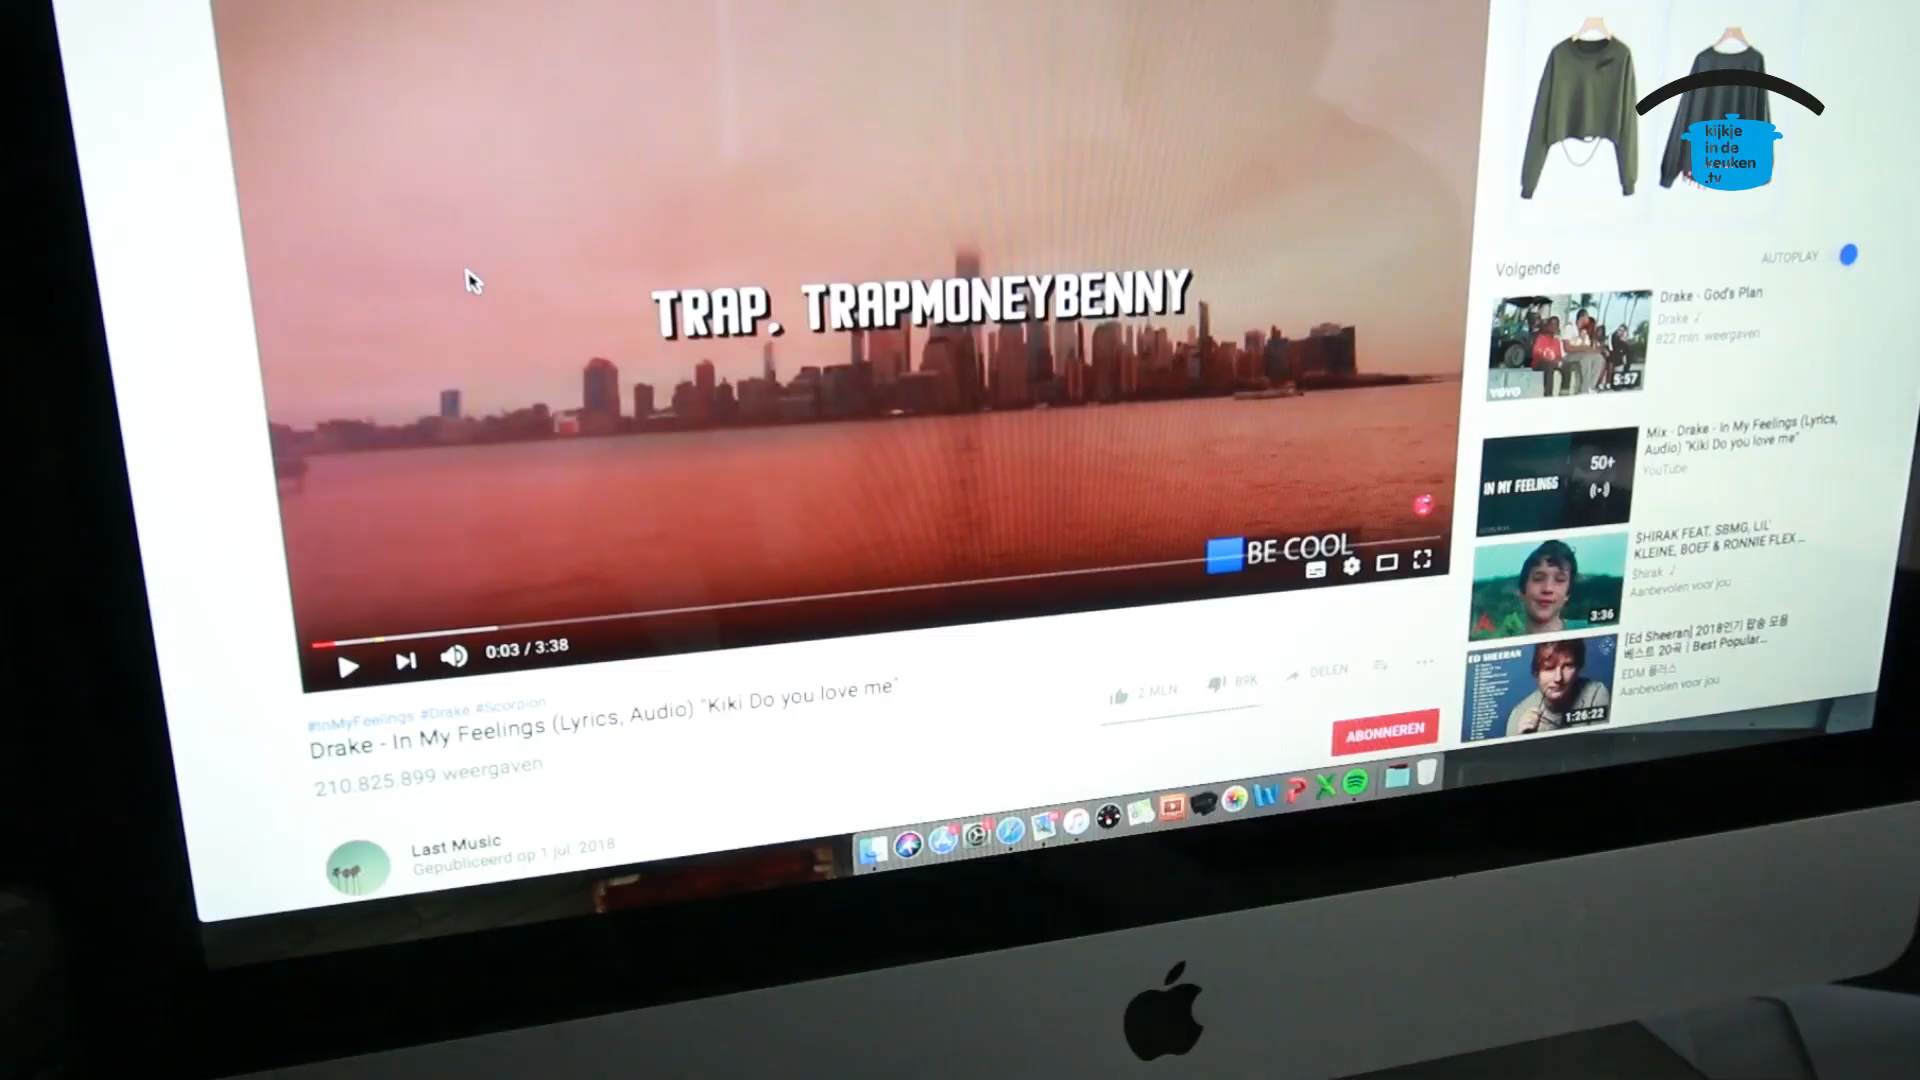 kijkje
in de
keuken
.tv
TRAP, TRAPMONEYBENNY
BE COOL
0:03 / 3:38
#InMyFeelings #Drake #Scorpion
Drake - In My Feelings (Lyrics, Audio) "Kiki Do you love me"
210.825.899 weergaven
2 MLN.
89K
DELEN
ABONNEREN
Last Music
Gepubliceerd op 1 jul. 2018
Volgende
AUTOPLAY
vevo
5:57
Drake - God's Plan
Drake
822 mln. weergaven
IN MY FEELINGS
50+
Mix - Drake - In My Feelings (Lyrics,
Audio) "Kiki Do you love me"
YouTube
3:36
SHIRAK FEAT. SBMG, LIL'
KLEINE, BOEF & RONNIE FLEX ...
Shirak
Aanbevolen voor jou
ED SHEERAN
1:26:22
[Ed Sheeran] 2018인기 팝송 모음
베스트 20곡 | Best Popular...
EDM 플러스
Aanbevolen voor jou